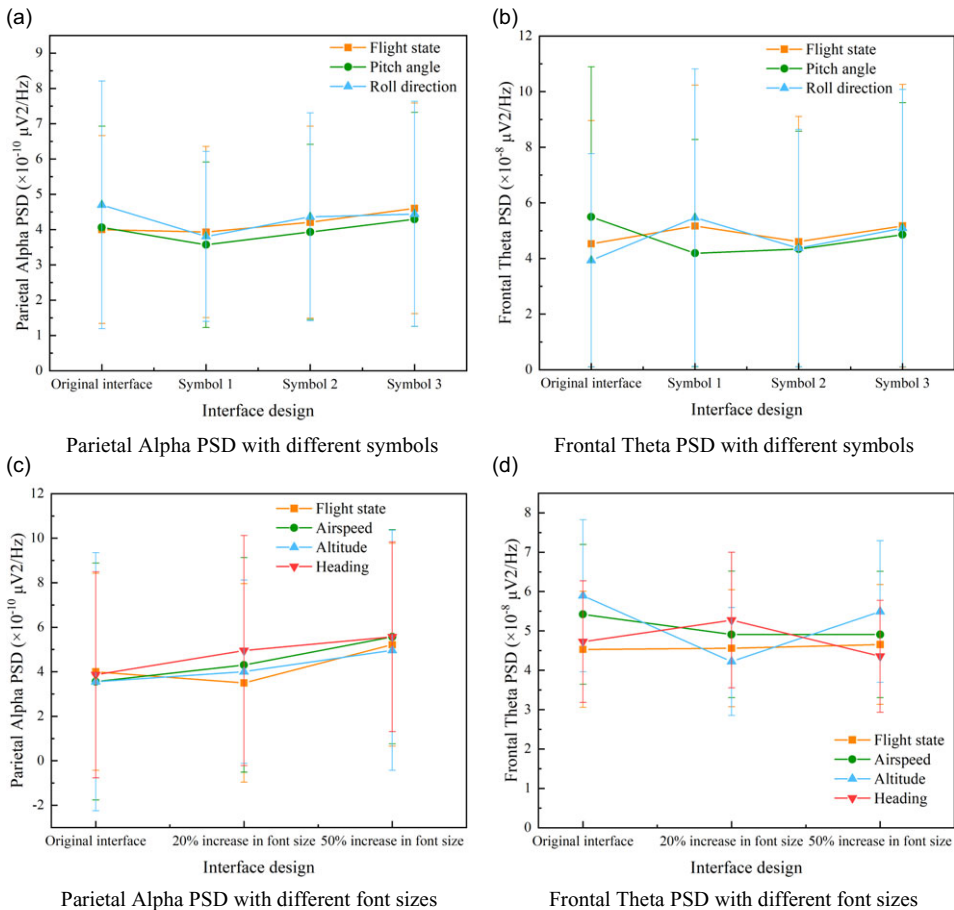 (a)
9
8
7
6
5
4
3
2
1
0
Parietal Alpha PSD (×10⁻¹⁰ μV2/Hz)
Flight state
Pitch angle
Roll direction
Original interface Symbol 1 Symbol 2 Symbol 3
Interface design
Parietal Alpha PSD with different symbols
(b)
12
10
8
6
4
2
0
Frontal Theta PSD (×10⁻⁸ μV2/Hz)
Flight state
Pitch angle
Roll direction
Original interface Symbol 1 Symbol 2 Symbol 3
Interface design
Frontal Theta PSD with different symbols
(c)
12
10
8
6
4
2
0
-2
Parietal Alpha PSD (×10⁻¹⁰ μV2/Hz)
Flight state
Airspeed
Altitude
Heading
Original interface 20% increase in font size 50% increase in font size
Interface design
Parietal Alpha PSD with different font sizes
(d)
8
7
6
5
4
3
2
1
0
Frontal Theta PSD (×10⁻⁸ μV2/Hz)
Flight state
Airspeed
Altitude
Heading
Original interface 20% increase in font size 50% increase in font size
Interface design
Frontal Theta PSD with different font sizes